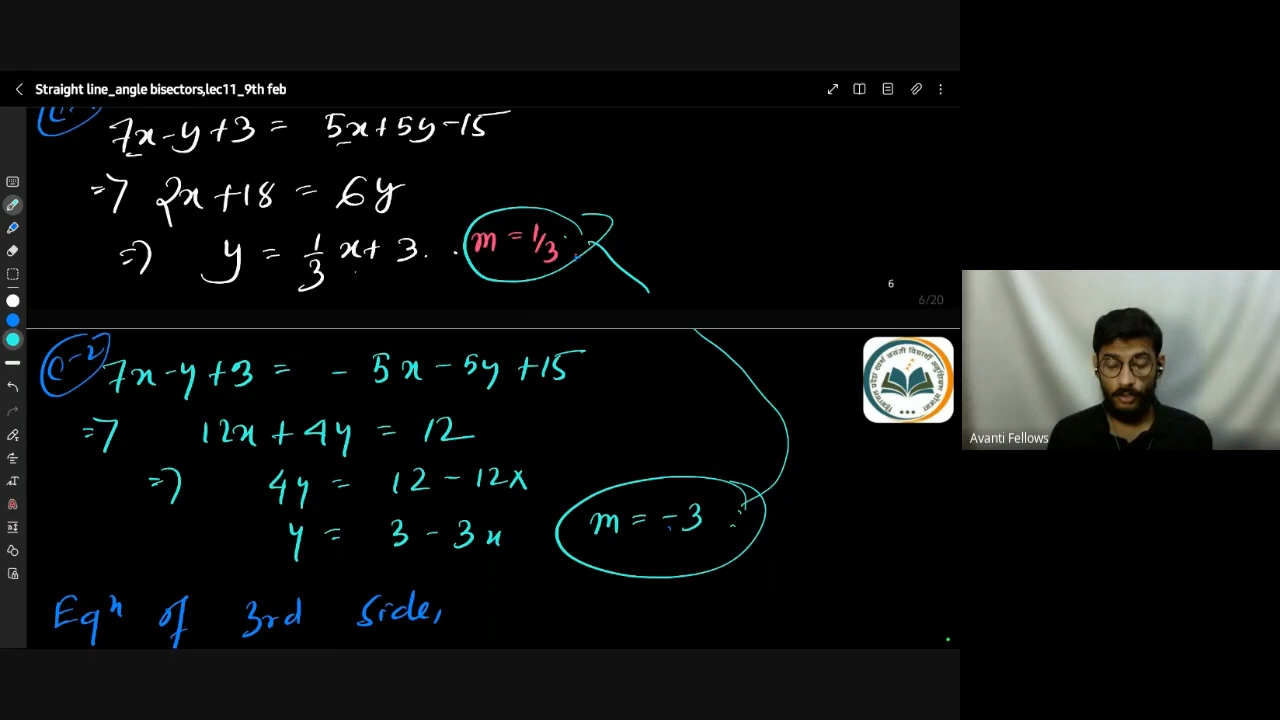 Straight line_angle bisectors,lec11_9th feb
7x-y+3 = 5x+5y-15
=> 2x+18 = 6y
=> y = 1/3 x + 3. . m = 1/3
6
6/20
C-2 7x-y+3 = - 5x - 5y +15
=> 12x + 4y = 12
=> 4y = 12 - 12x
y = 3 - 3x m = -3
Eqⁿ of 3rd side,
Avanti Fellows